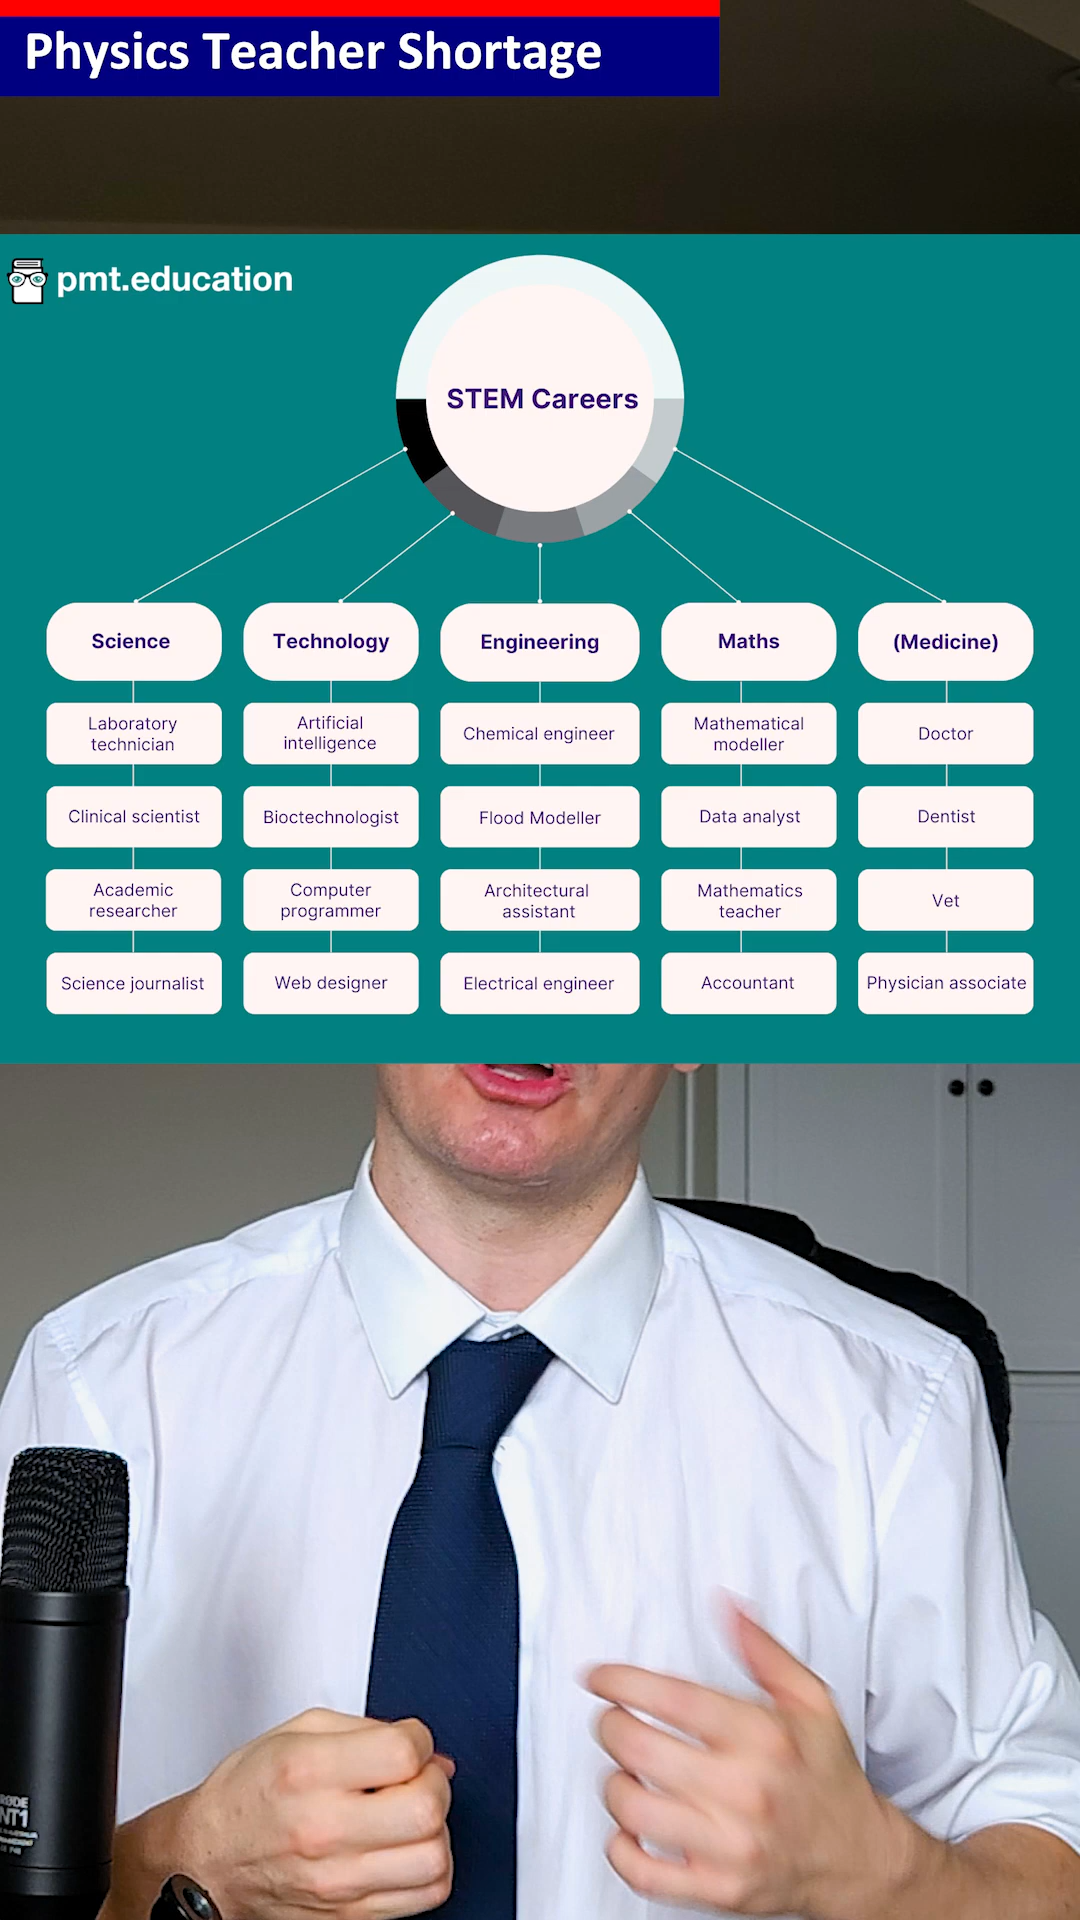 Physics Teacher Shortage
pmt.education
STEM Careers
Science
Technology
Engineering
Maths
(Medicine)
Laboratory
technician
Artificial
intelligence
Chemical engineer
Mathematical
modeller
Doctor
Clinical scientist
Bioctechnologist
Flood Modeller
Data analyst
Dentist
Academic
researcher
Computer
programmer
Architectural
assistant
Mathematics
teacher
Vet
Science journalist
Web designer
Electrical engineer
Accountant
Physician associate
RØDE
NT1